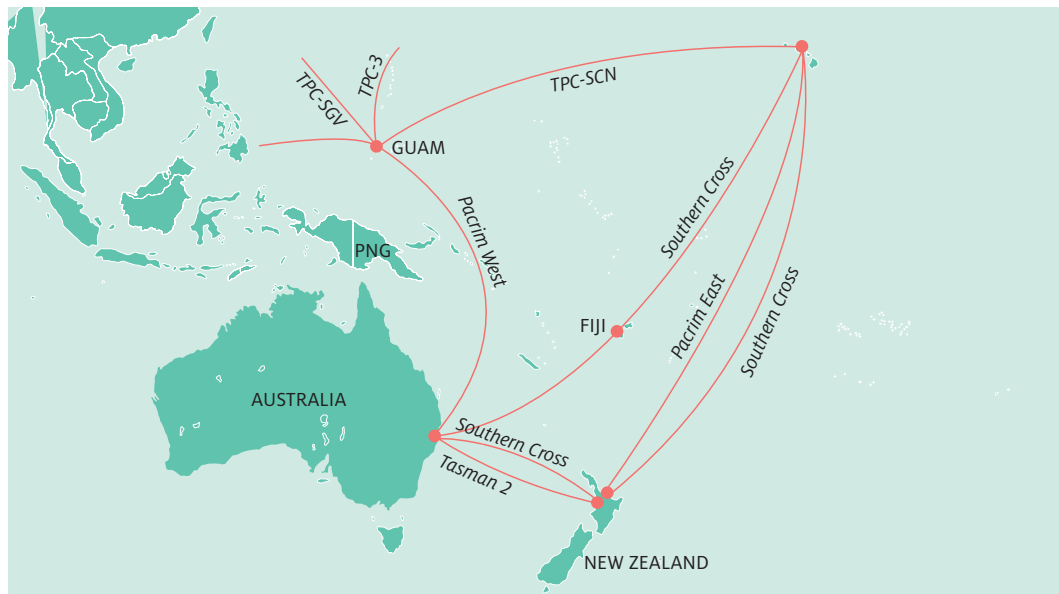 TPC-3
TPC-SGV
TPC-SCN
GUAM
Southern Cross
Pacrim West
PNG
Pacrim East
Southern Cross
FIJI
AUSTRALIA
Southern Cross
Tasman 2
NEW ZEALAND